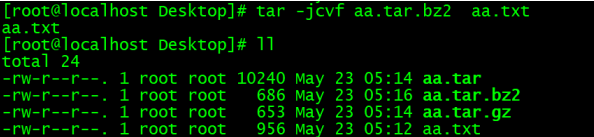 [root@localhost Desktop]# tar -jcvf aa.tar.bz2  aa.txt
aa.txt
[root@localhost Desktop]# ll
total 24
-rw-r--r--. 1 root root 10240 May 23 05:14 aa.tar
-rw-r--r--. 1 root root   686 May 23 05:16 aa.tar.bz2
-rw-r--r--. 1 root root   653 May 23 05:14 aa.tar.gz
-rw-r--r--. 1 root root   956 May 23 05:12 aa.txt